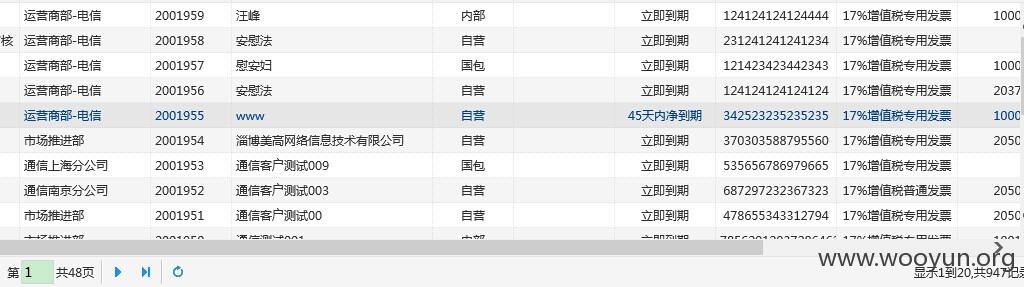 运营商部-电信 2001959 汪峰 内部 立即到期 124124124124444 17%增值税专用发票 1000
核 运营商部-电信 2001958 安慰法 自营 立即到期 231241241241234 17%增值税专用发票
运营商部-电信 2001957 慰安妇 国包 立即到期 121423423442343 17%增值税专用发票 1000
运营商部-电信 2001956 安慰法 自营 立即到期 124124124124124 17%增值税专用发票 2037
运营商部-电信 2001955 www 自营 45天内净到期 342523235235235 17%增值税专用发票 1000
市场推进部 2001954 淄博美高网络信息技术有限公司 自营 立即到期 370303588795560 17%增值税专用发票 2050
通信上海分公司 2001953 通信客户测试009 国包 立即到期 535656786979665 17%增值税专用发票
通信南京分公司 2001952 通信客户测试003 自营 立即到期 687297232367323 17%增值税普通发票 2050
市场推进部 2001951 通信客户测试00 自营 立即到期 478655343312794 17%增值税专用发票 2050
市场推进部 2001950 通信测试001 内部 立即到期 17%增值税专用发票
www.wooyun.org
第 1 共48页 显示1到20,共947记录